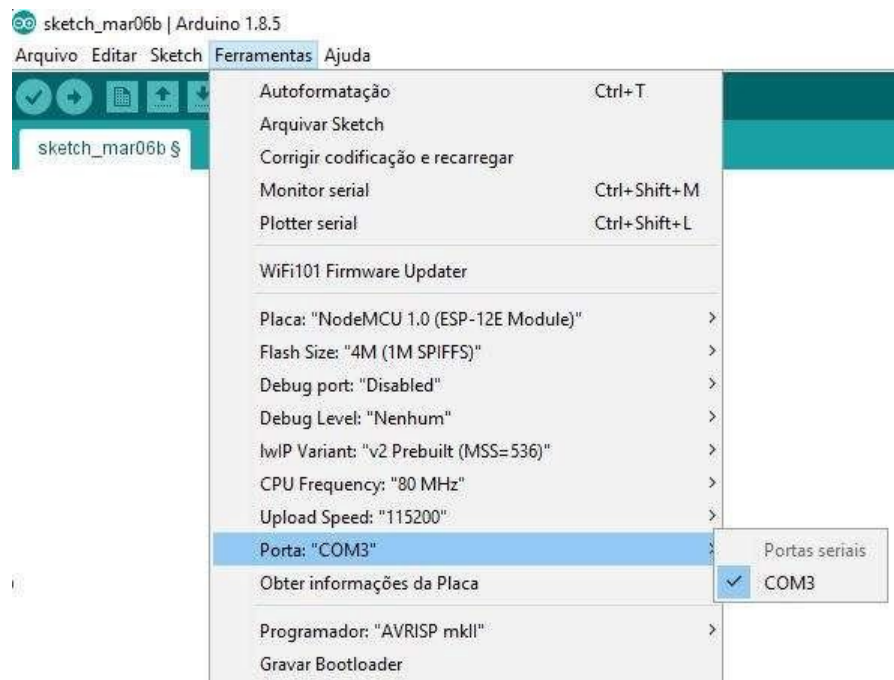 sketch_mar06b | Arduino 1.8.5
Arquivo Editar Sketch Ferramentas Ajuda
sketch_mar06b §
Autoformatação Ctrl+T
Arquivar Sketch
Corrigir codificação e recarregar
Monitor serial Ctrl+Shift+M
Plotter serial Ctrl+Shift+L
WiFi101 Firmware Updater
Placa: "NodeMCU 1.0 (ESP-12E Module)"
Flash Size: "4M (1M SPIFFS)"
Debug port: "Disabled"
Debug Level: "Nenhum"
lwIP Variant: "v2 Prebuilt (MSS=536)"
CPU Frequency: "80 MHz"
Upload Speed: "115200"
Porta: "COM3"
Portas seriais
COM3
Obter informações da Placa
Programador: "AVRISP mkII"
Gravar Bootloader